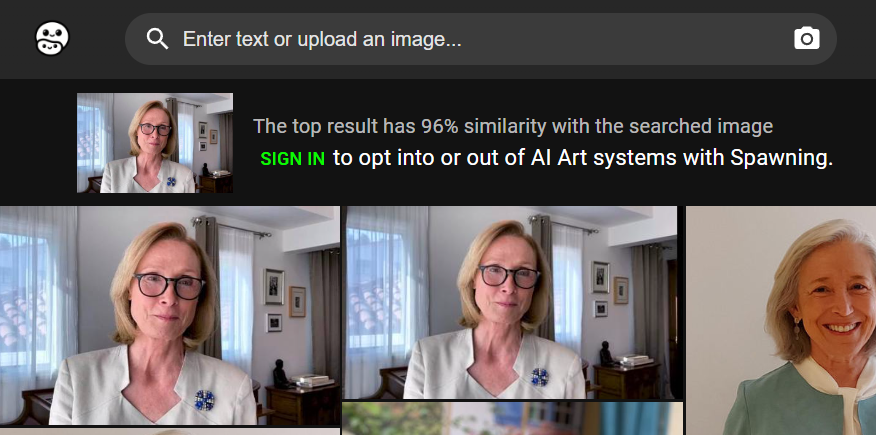 Enter text or upload an image...
The top result has 96% similarity with the searched image
SIGN IN to opt into or out of AI Art systems with Spawning.